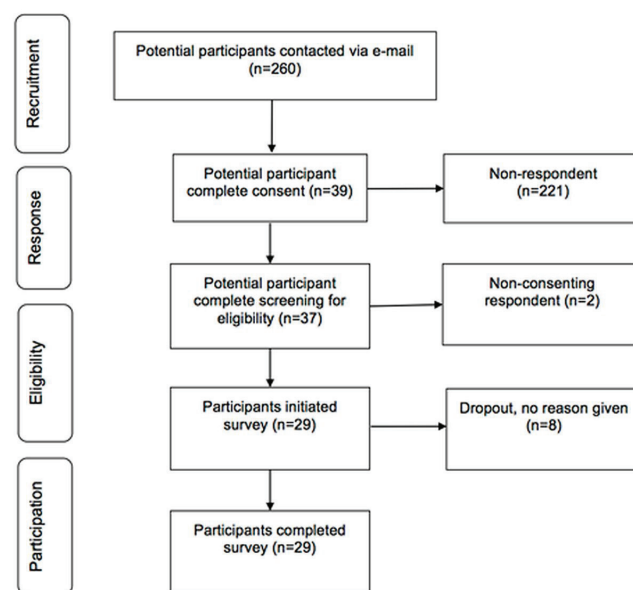 Recruitment
Potential participants contacted via e-mail
(n=260)
Response
Potential participant
complete consent (n=39)
Non-respondent
(n=221)
Potential participant
complete screening for
eligibility (n=37)
Non-consenting
respondent (n=2)
Eligibility
Participants initiated
survey (n=29)
Dropout, no reason given
(n=8)
Participation
Participants completed
survey (n=29)